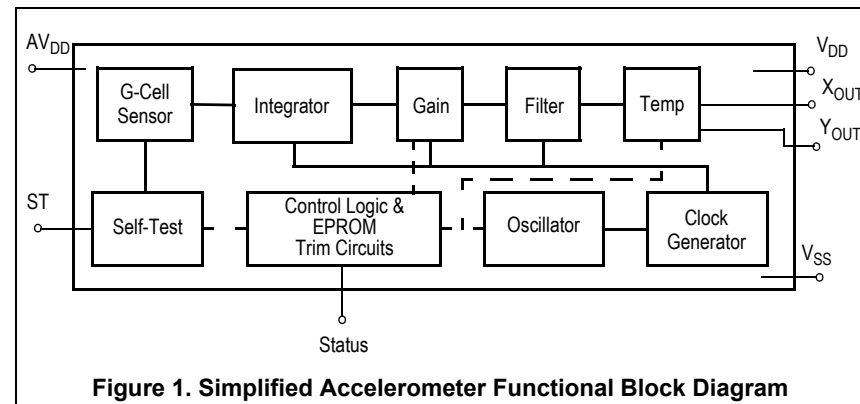 AVDD
VDD
G-Cell
Sensor
Integrator
Gain
Filter
Temp
XOUT
YOUT
ST
Self-Test
Control Logic &
EPROM
Trim Circuits
Oscillator
Clock
Generator
VSS
Status
Figure 1. Simplified Accelerometer Functional Block Diagram